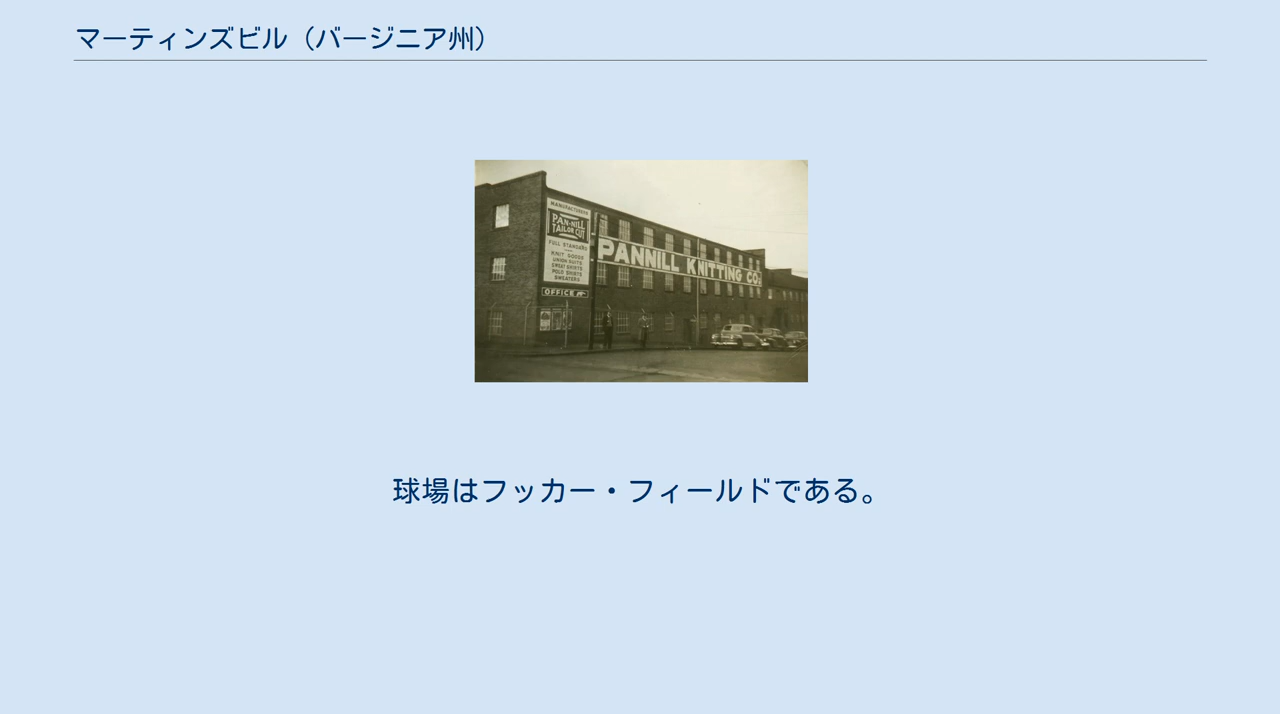 マーティンズビル（バージニア州）
MANUFACTURERS
PAN-NILL
TAILOR CUT
FULL STANDARD
KNIT GOODS
UNION SUITS
SWEAT SHIRTS
POLO SHIRTS
SWEATERS
OFFICE
PANNILL KNITTING CO.
球場はフッカー・フィールドである。